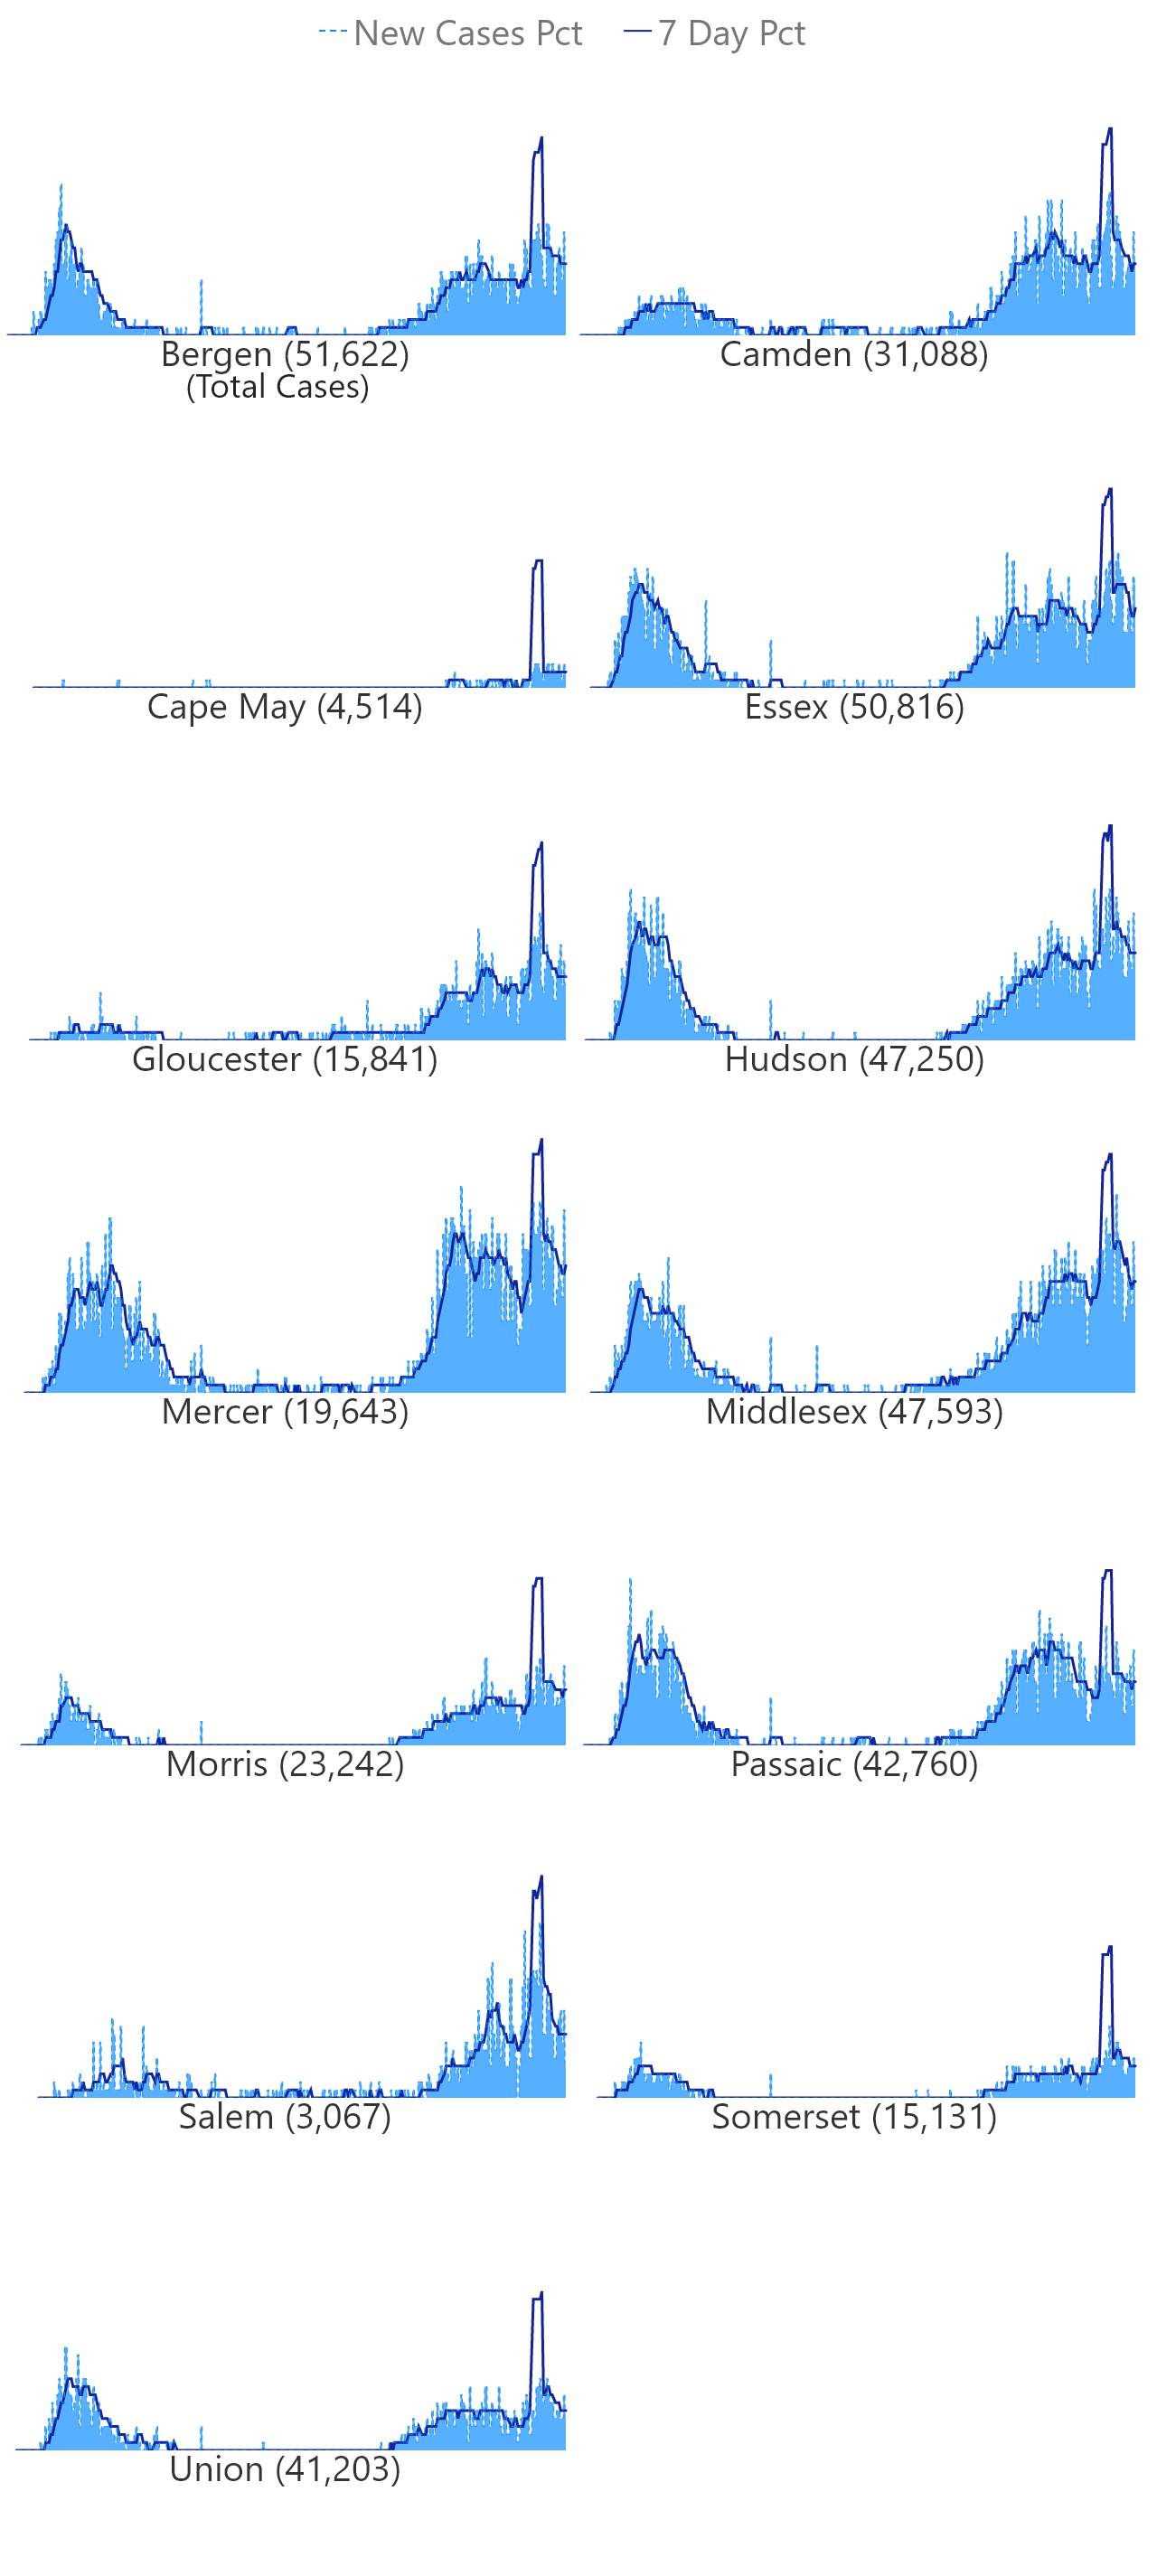 New Cases Pct 7 Day Pct
Bergen (51,622) Camden (31,088)
(Total Cases)
Cape May (4,514) Essex (50,816)
Gloucester (15,841) Hudson (47,250)
Mercer (19,643) Middlesex (47,593)
Morris (23,242) Passaic (42,760)
Salem (3,067) Somerset (15,131)
Union (41,203)